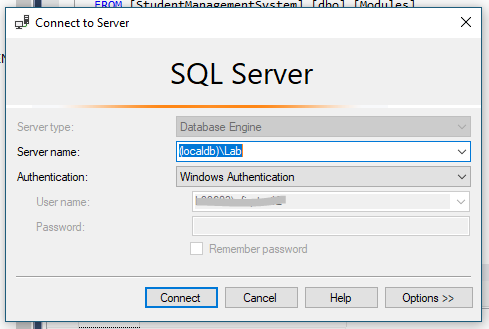 FROM [StudentManagementSystem].[dbo].[Modules]
Connect to Server
SQL Server
Server type: Database Engine
Server name: (localdb)\Lab
Authentication: Windows Authentication
User name:
Password:
Remember password
Connect Cancel Help Options >>